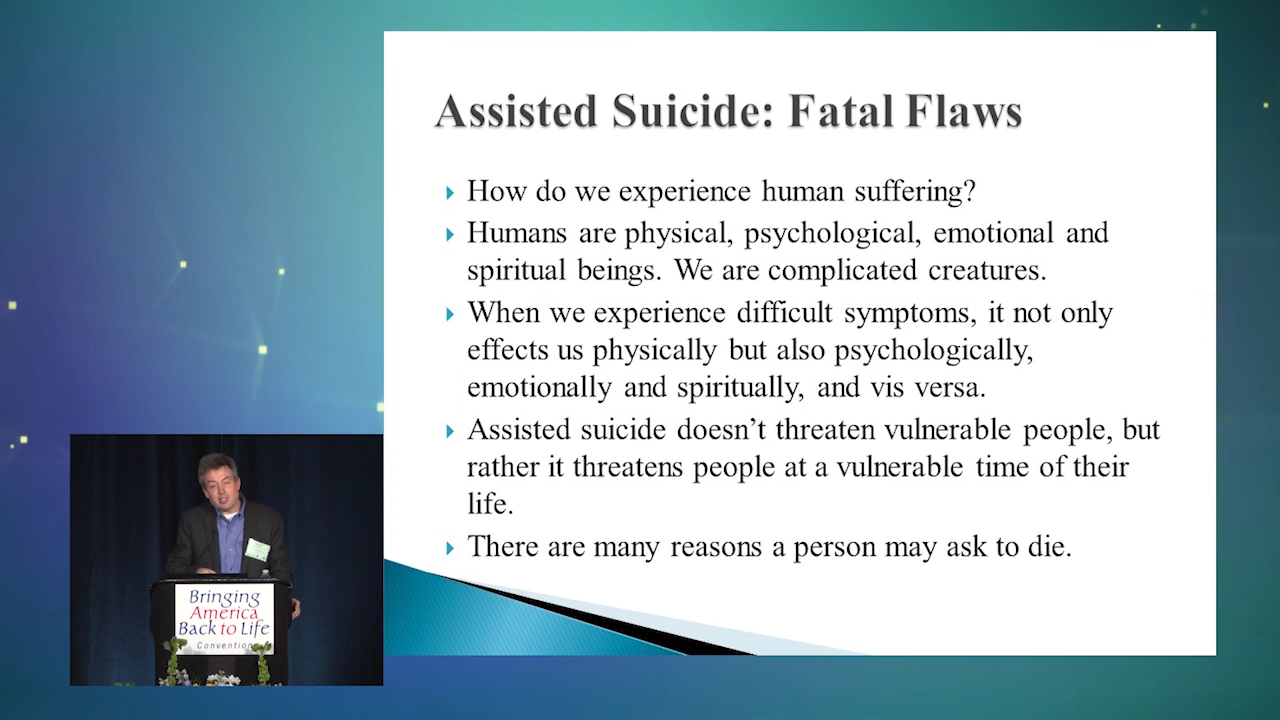 Assisted Suicide: Fatal Flaws
How do we experience human suffering?
Humans are physical, psychological, emotional and
spiritual beings. We are complicated creatures.
When we experience difficult symptoms, it not only
effects us physically but also psychologically,
emotionally and spiritually, and vis versa.
Assisted suicide doesn't threaten vulnerable people, but
rather it threatens people at a vulnerable time of their
life.
There are many reasons a person may ask to die.
Bringing
America
Back to Life
Convention